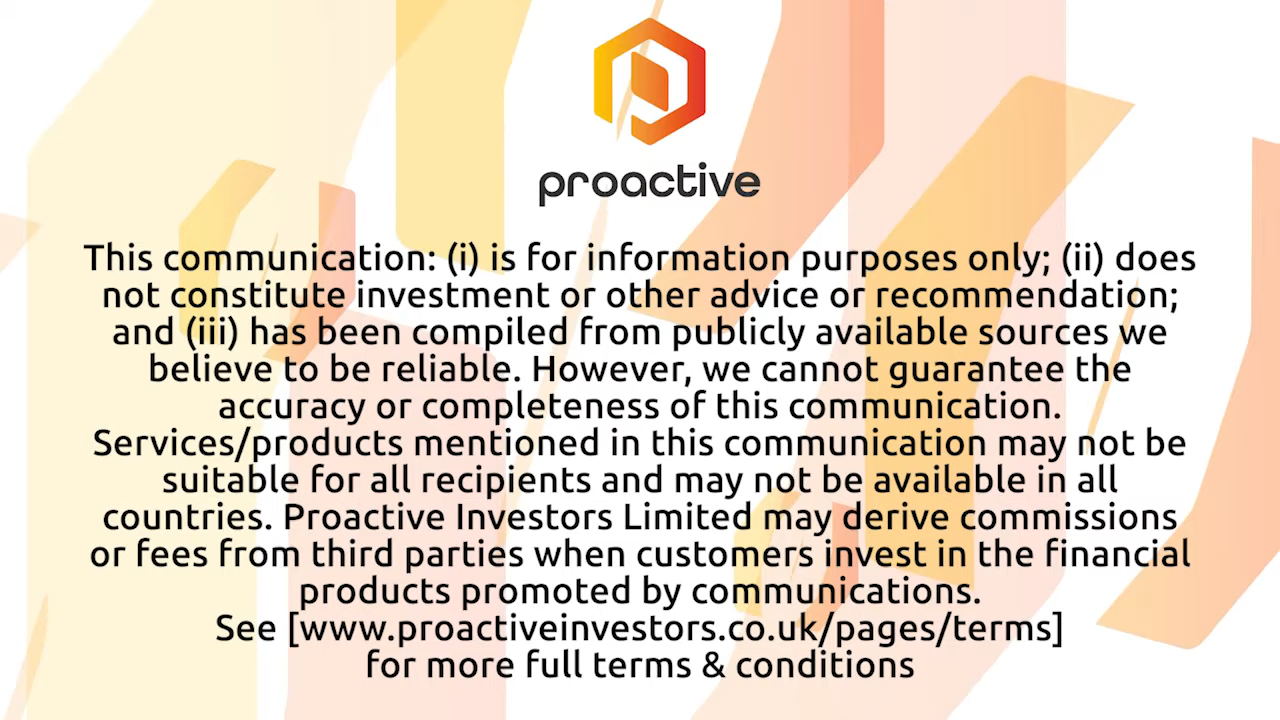 proactive
This communication: (i) is for information purposes only; (ii) does
not constitute investment or other advice or recommendation;
and (iii) has been compiled from publicly available sources we
believe to be reliable. However, we cannot guarantee the
accuracy or completeness of this communication.
Services/products mentioned in this communication may not be
suitable for all recipients and may not be available in all
countries. Proactive Investors Limited may derive commissions
or fees from third parties when customers invest in the financial
products promoted by communications.
See [www.proactiveinvestors.co.uk/pages/terms]
for more full terms & conditions